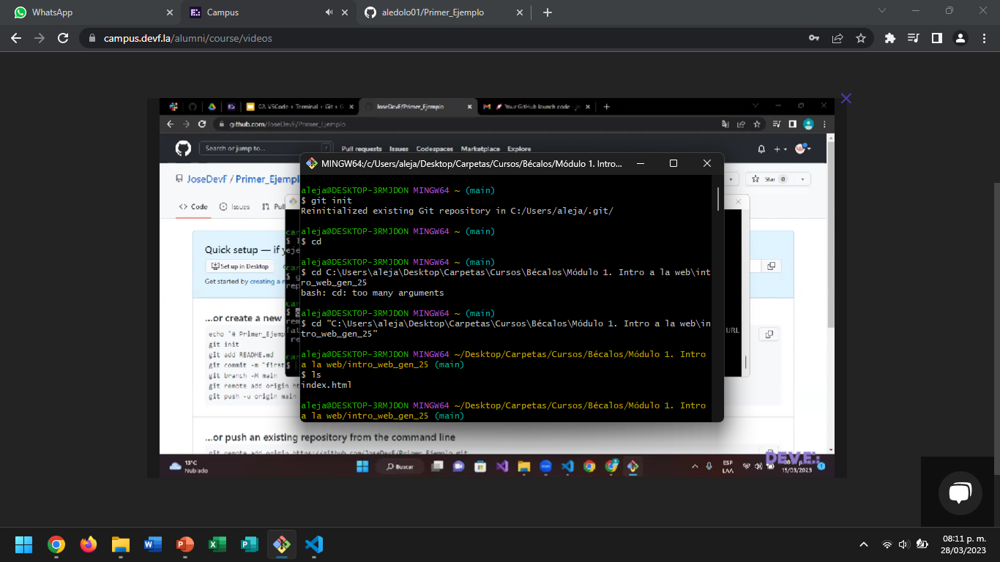 WhatsApp
Campus
aledolo01/Primer_Ejemplo
campus.devf.la/alumni/course/videos
02. VSCode + Terminal + Git + G
JoseDevF/Primer_Ejemplo
Your GitHub launch code - j
github.com/JoseDevF/Primer_Ejemplo
Search or jump to...
/
Pull requests
Issues
Codespaces
Marketplace
Explore
JoseDevF / Primer_Ejempl
Star 0
Code
Issues
Pul
Quick setup — if y
Set up in Desktop
Get started by creating a n
...or create a new
echo "# Primer_Ejemp
git init
git add README.md
git commit -m "first
git branch -M main
git remote add origin ht
git push -u origin main
URL
...or push an existing repository from the command line
git remote add origin https://github.com/JoseDevF/Primer_Ejemplo.git
MINGW64:/c/Users/aleja/Desktop/Carpetas/Cursos/Bécalos/Módulo 1. Intro...
aleja@DESKTOP-3RMJDON MINGW64 ~ (main)
$ git init
Reinitialized existing Git repository in C:/Users/aleja/.git/
aleja@DESKTOP-3RMJDON MINGW64 ~ (main)
$ cd
aleja@DESKTOP-3RMJDON MINGW64 ~ (main)
$ cd C:\Users\aleja\Desktop\Carpetas\Cursos\Bécalos\Módulo 1. Intro a la web\int
ro_web_gen_25
bash: cd: too many arguments
aleja@DESKTOP-3RMJDON MINGW64 ~ (main)
$ cd "C:\Users\aleja\Desktop\Carpetas\Cursos\Bécalos\Módulo 1. Intro a la web\in
tro_web_gen_25"
aleja@DESKTOP-3RMJDON MINGW64 ~/Desktop/Carpetas/Cursos/Bécalos/Módulo 1. Intro
a la web/intro_web_gen_25 (main)
$ ls
index.html
aleja@DESKTOP-3RMJDON MINGW64 ~/Desktop/Carpetas/Cursos/Bécalos/Módulo 1. Intro
a la web/intro_web_gen_25 (main)
13°C
Nublado
Buscar
ESP
LAA
DEV.F.:
15/03/2023
08:11 p. m.
28/03/2023